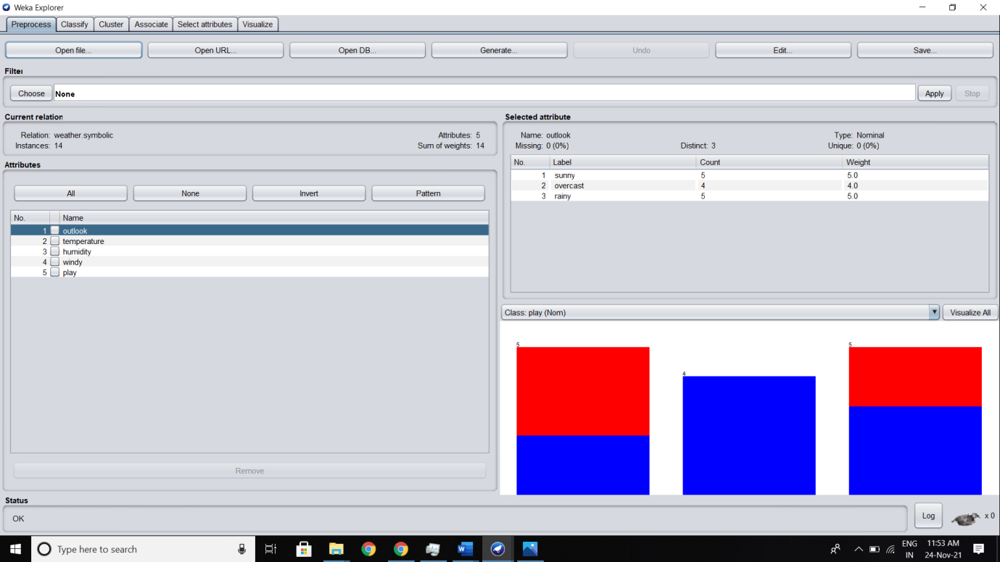 Weka Explorer
Preprocess Classify Cluster Associate Select attributes Visualize
Open file... Open URL... Open DB... Generate... Undo Edit... Save...
Filter
Choose None Apply Stop
Current relation
Relation: weather.symbolic Attributes: 5
Instances: 14 Sum of weights: 14
Attributes
All None Invert Pattern
No. Name
1 outlook
2 temperature
3 humidity
4 windy
5 play
Remove
Selected attribute
Name: outlook Type: Nominal
Missing: 0 (0%) Distinct: 3 Unique: 0 (0%)
No. Label Count Weight
1 sunny 5 5.0
2 overcast 4 4.0
3 rainy 5 5.0
Class: play (Nom) Visualize All
5 4 5
Status
OK Log x 0
Type here to search W ENG 11:53 AM
IN 24-Nov-21